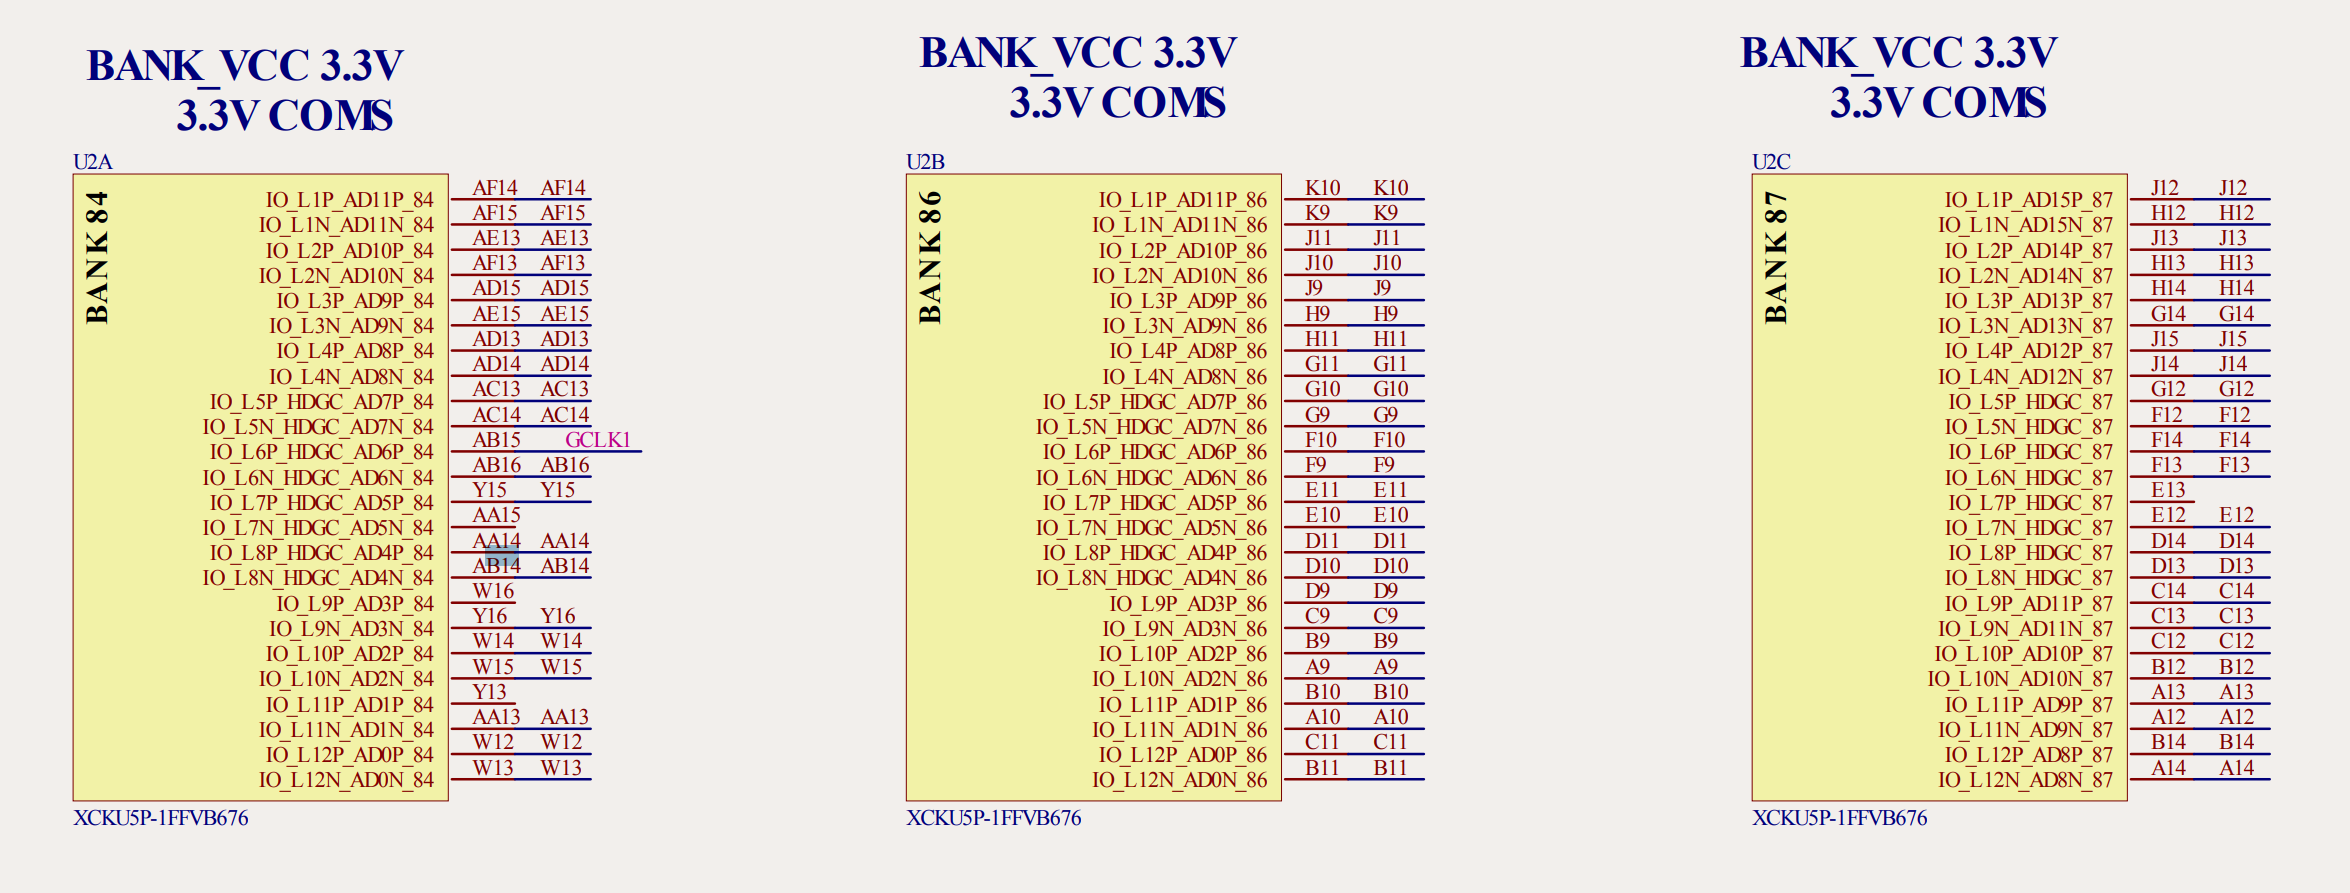 BANK_VCC 3.3V
3.3V COMS
U2A
BANK 84
IO_L1P_AD11P_84 AF14 AF14
IO_L1N_AD11N_84 AF15 AF15
IO_L2P_AD10P_84 AE13 AE13
IO_L2N_AD10N_84 AF13 AF13
IO_L3P_AD9P_84 AD15 AD15
IO_L3N_AD9N_84 AE15 AE15
IO_L4P_AD8P_84 AD13 AD13
IO_L4N_AD8N_84 AD14 AD14
IO_L5P_HDGC_AD7P_84 AC13 AC13
IO_L5N_HDGC_AD7N_84 AC14 AC14
IO_L6P_HDGC_AD6P_84 AB15 GCLK1
IO_L6N_HDGC_AD6N_84 AB16 AB16
IO_L7P_HDGC_AD5P_84 Y15 Y15
IO_L7N_HDGC_AD5N_84 AA15
IO_L8P_HDGC_AD4P_84 AA14 AA14
IO_L8N_HDGC_AD4N_84 AB14 AB14
IO_L9P_AD3P_84 W16
IO_L9N_AD3N_84 Y16 Y16
IO_L10P_AD2P_84 W14 W14
IO_L10N_AD2N_84 W15 W15
IO_L11P_AD1P_84 Y13
IO_L11N_AD1N_84 AA13 AA13
IO_L12P_AD0P_84 W12 W12
IO_L12N_AD0N_84 W13 W13
XCKU5P-1FFVB676
BANK_VCC 3.3V
3.3V COMS
U2B
BANK 86
IO_L1P_AD11P_86 K10 K10
IO_L1N_AD11N_86 K9 K9
IO_L2P_AD10P_86 J11 J11
IO_L2N_AD10N_86 J10 J10
IO_L3P_AD9P_86 J9 J9
IO_L3N_AD9N_86 H9 H9
IO_L4P_AD8P_86 H11 H11
IO_L4N_AD8N_86 G11 G11
IO_L5P_HDGC_AD7P_86 G10 G10
IO_L5N_HDGC_AD7N_86 G9 G9
IO_L6P_HDGC_AD6P_86 F10 F10
IO_L6N_HDGC_AD6N_86 F9 F9
IO_L7P_HDGC_AD5P_86 E11 E11
IO_L7N_HDGC_AD5N_86 E10 E10
IO_L8P_HDGC_AD4P_86 D11 D11
IO_L8N_HDGC_AD4N_86 D10 D10
IO_L9P_AD3P_86 D9 D9
IO_L9N_AD3N_86 C9 C9
IO_L10P_AD2P_86 B9 B9
IO_L10N_AD2N_86 A9 A9
IO_L11P_AD1P_86 B10 B10
IO_L11N_AD1N_86 A10 A10
IO_L12P_AD0P_86 C11 C11
IO_L12N_AD0N_86 B11 B11
XCKU5P-1FFVB676
BANK_VCC 3.3V
3.3V COMS
U2C
BANK 87
IO_L1P_AD15P_87 J12 J12
IO_L1N_AD15N_87 H12 H12
IO_L2P_AD14P_87 J13 J13
IO_L2N_AD14N_87 H13 H13
IO_L3P_AD13P_87 H14 H14
IO_L3N_AD13N_87 G14 G14
IO_L4P_AD12P_87 J15 J15
IO_L4N_AD12N_87 J14 J14
IO_L5P_HDGC_87 G12 G12
IO_L5N_HDGC_87 F12 F12
IO_L6P_HDGC_87 F14 F14
IO_L6N_HDGC_87 F13 F13
IO_L7P_HDGC_87 E13
IO_L7N_HDGC_87 E12 E12
IO_L8P_HDGC_87 D14 D14
IO_L8N_HDGC_87 D13 D13
IO_L9P_AD11P_87 C14 C14
IO_L9N_AD11N_87 C13 C13
IO_L10P_AD10P_87 C12 C12
IO_L10N_AD10N_87 B12 B12
IO_L11P_AD9P_87 A13 A13
IO_L11N_AD9N_87 A12 A12
IO_L12P_AD8P_87 B14 B14
IO_L12N_AD8N_87 A14 A14
XCKU5P-1FFVB676